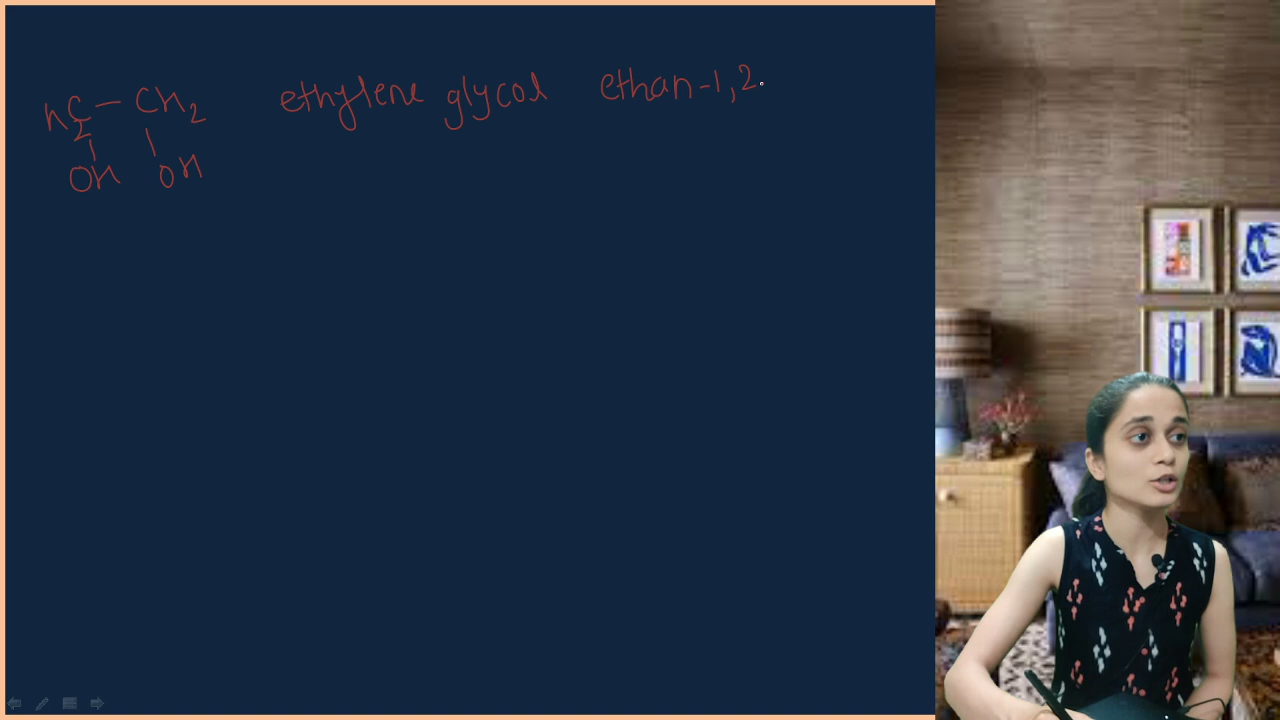 H2C – CH2 ethylene glycol ethan-1,2
OH OH